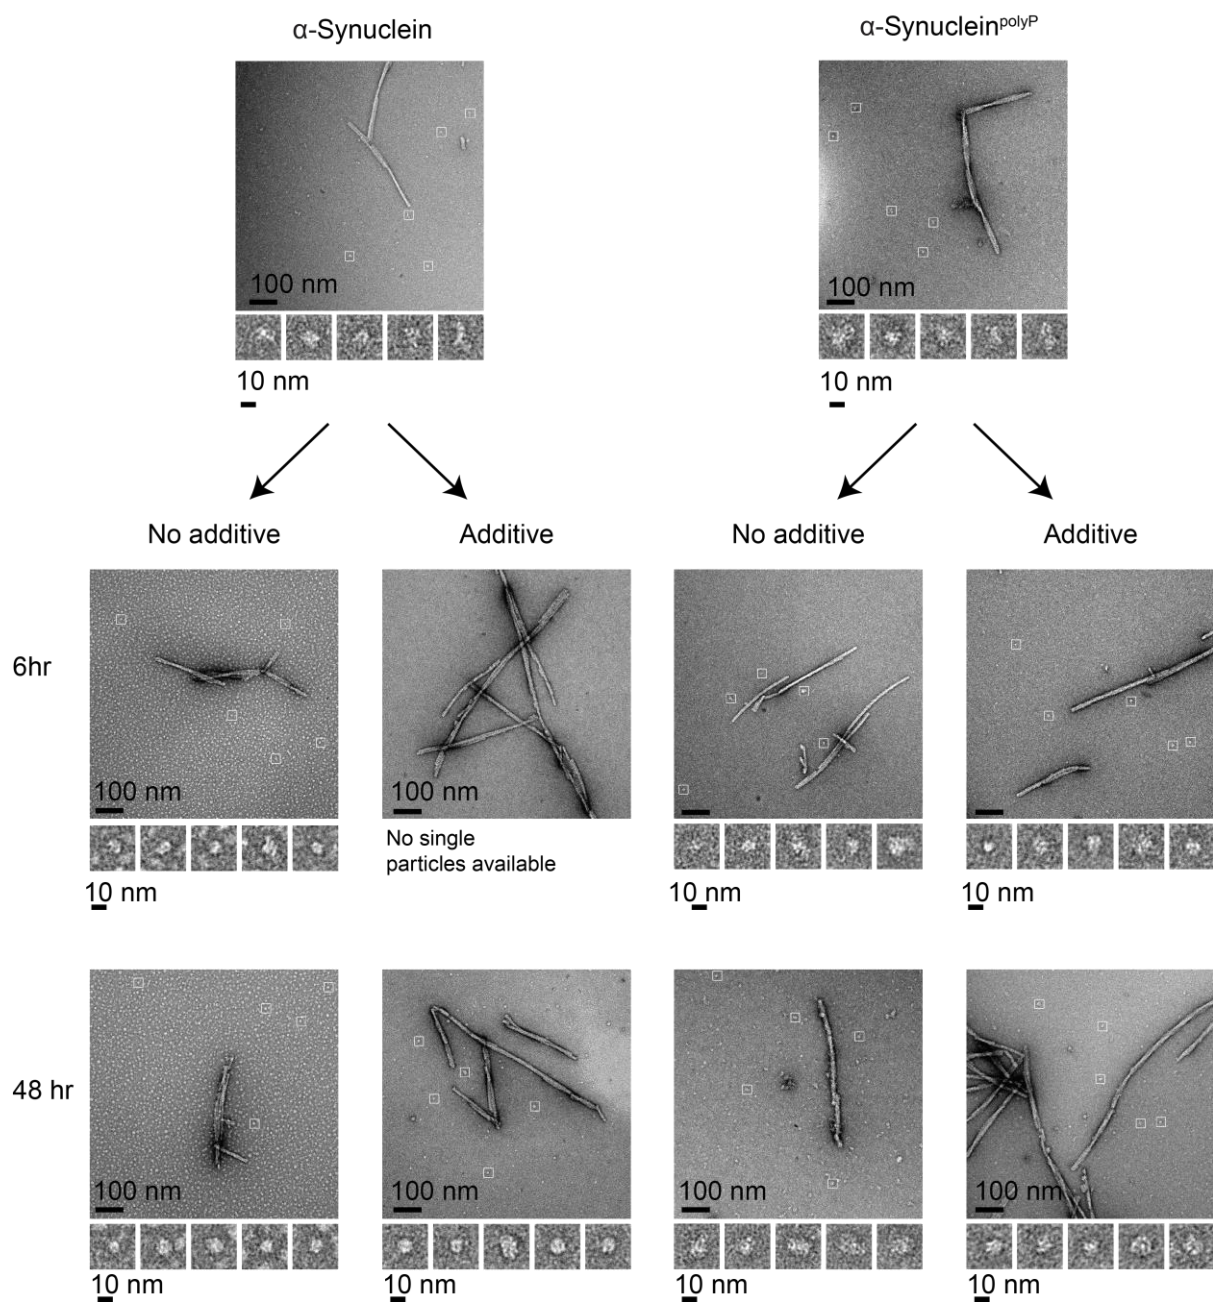 α-Synuclein
α-Synucleinᵖᵒˡʸᴾ
100 nm
100 nm
10 nm
10 nm
No additive
Additive
No additive
Additive
6hr
100 nm
100 nm
No single
particles available
10 nm
10 nm
10 nm
48 hr
100 nm
100 nm
100 nm
100 nm
10 nm
10 nm
10 nm
10 nm